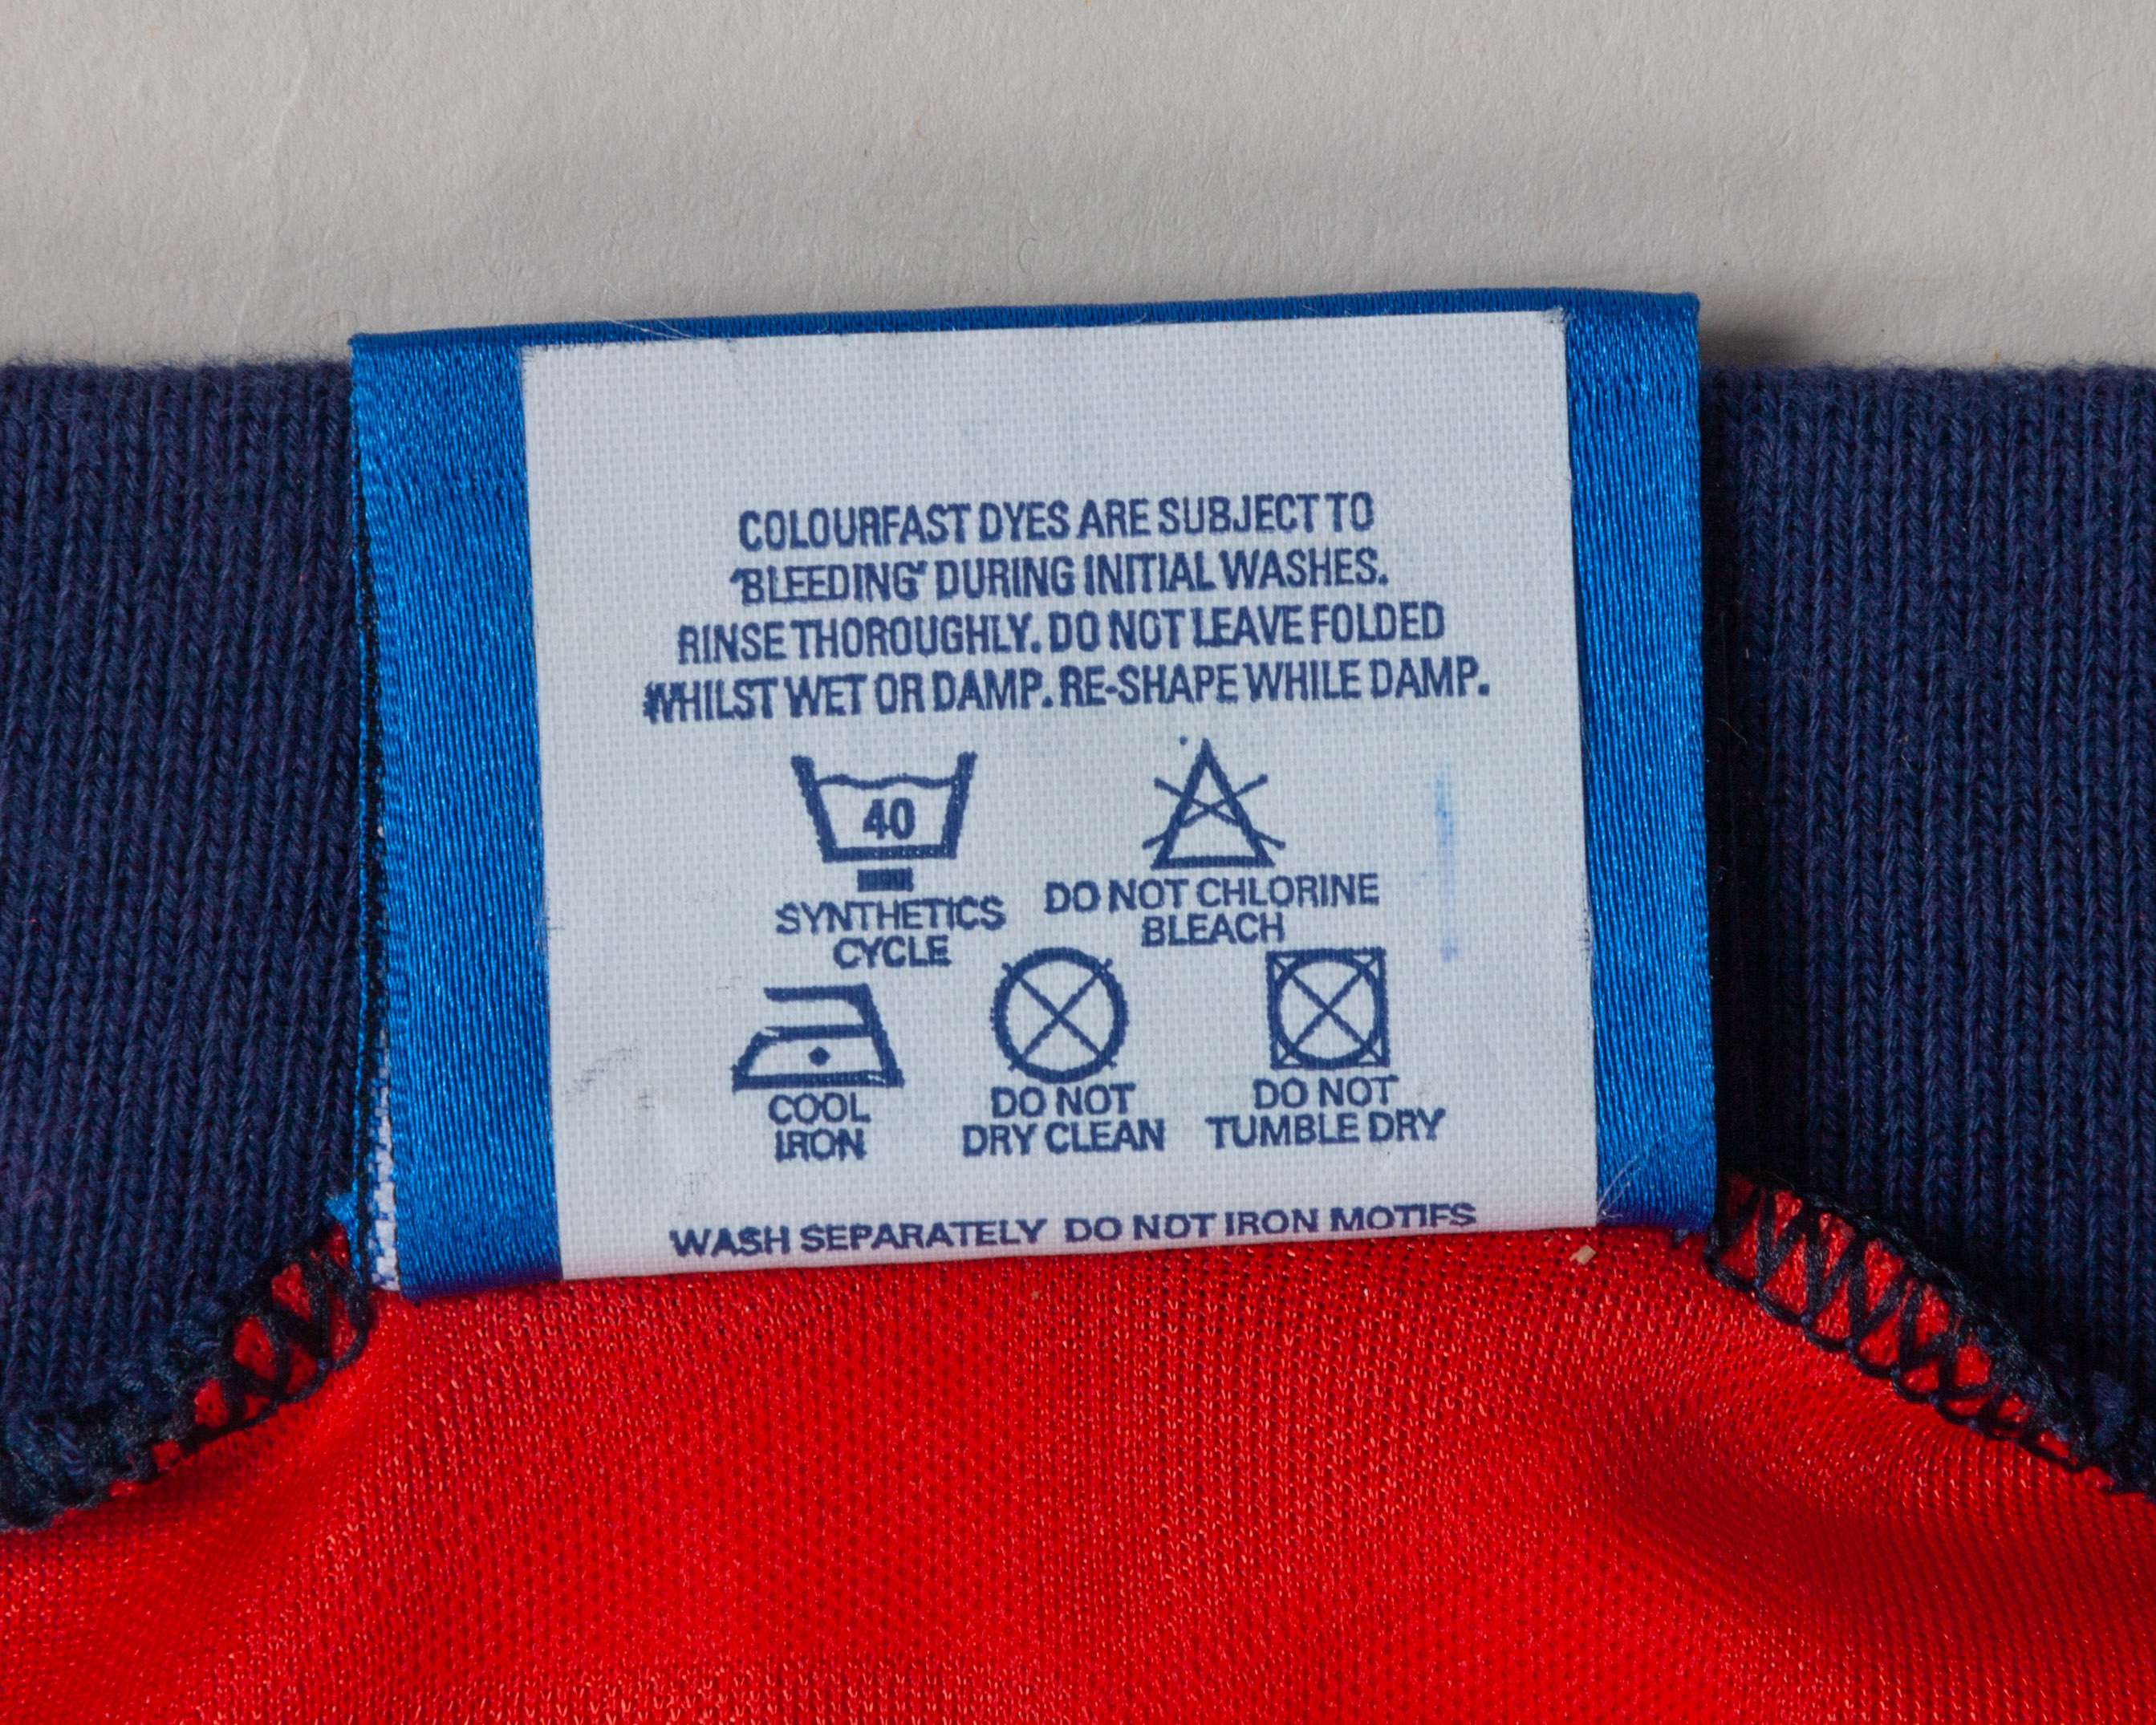 COLOURFAST DYES ARE SUBJECT TO
'BLEEDING' DURING INITIAL WASHES.
RINSE THOROUGHLY. DO NOT LEAVE FOLDED
WHILST WET OR DAMP. RE-SHAPE WHILE DAMP.
40
SYNTHETICS
CYCLE
DO NOT CHLORINE
BLEACH
COOL
IRON
DO NOT
DRY CLEAN
DO NOT
TUMBLE DRY
WASH SEPARATELY DO NOT IRON MOTIFS